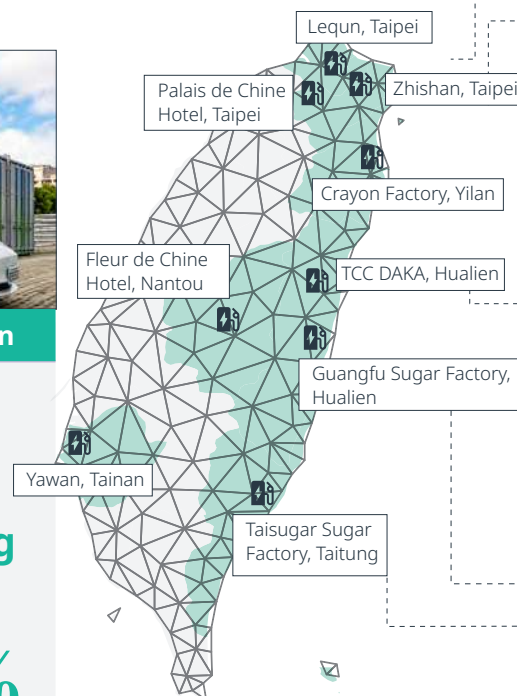 Lequn, Taipei
Palais de Chine
Hotel, Taipei
Zhishan, Taipei
Crayon Factory, Yilan
Fleur de Chine
Hotel, Nantou
TCC DAKA, Hualien
n
Guangfu Sugar Factory,
Hualien
Yawan, Tainan
Taisugar Sugar
Factory, Taitung
g